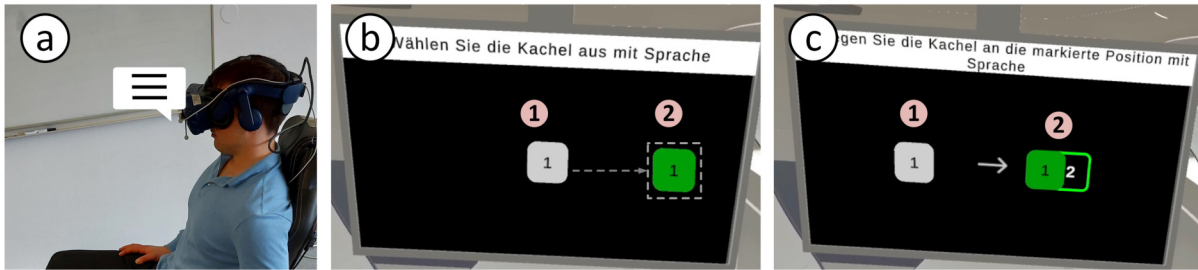 a
b
Wählen Sie die Kachel aus mit Sprache
1
2
1
1
c
gen Sie die Kachel an die markierte Position mit
Sprache
1
2
1
1
2